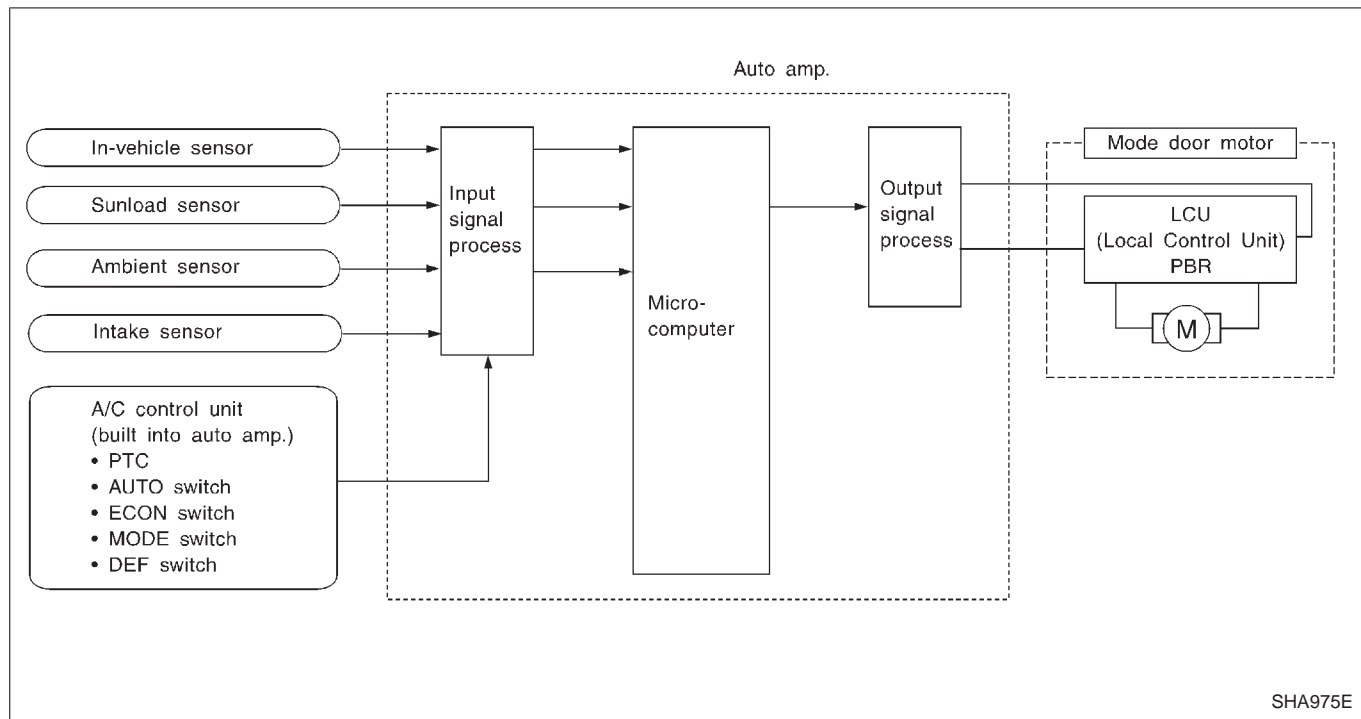 Auto amp.
In-vehicle sensor
Sunload sensor
Ambient sensor
Intake sensor
A/C control unit
(built into auto amp.)
• PTC
• AUTO switch
• ECON switch
• MODE switch
• DEF switch
Input
signal
process
Micro-
computer
Output
signal
process
Mode door motor
LCU
(Local Control Unit)
PBR
M
SHA975E